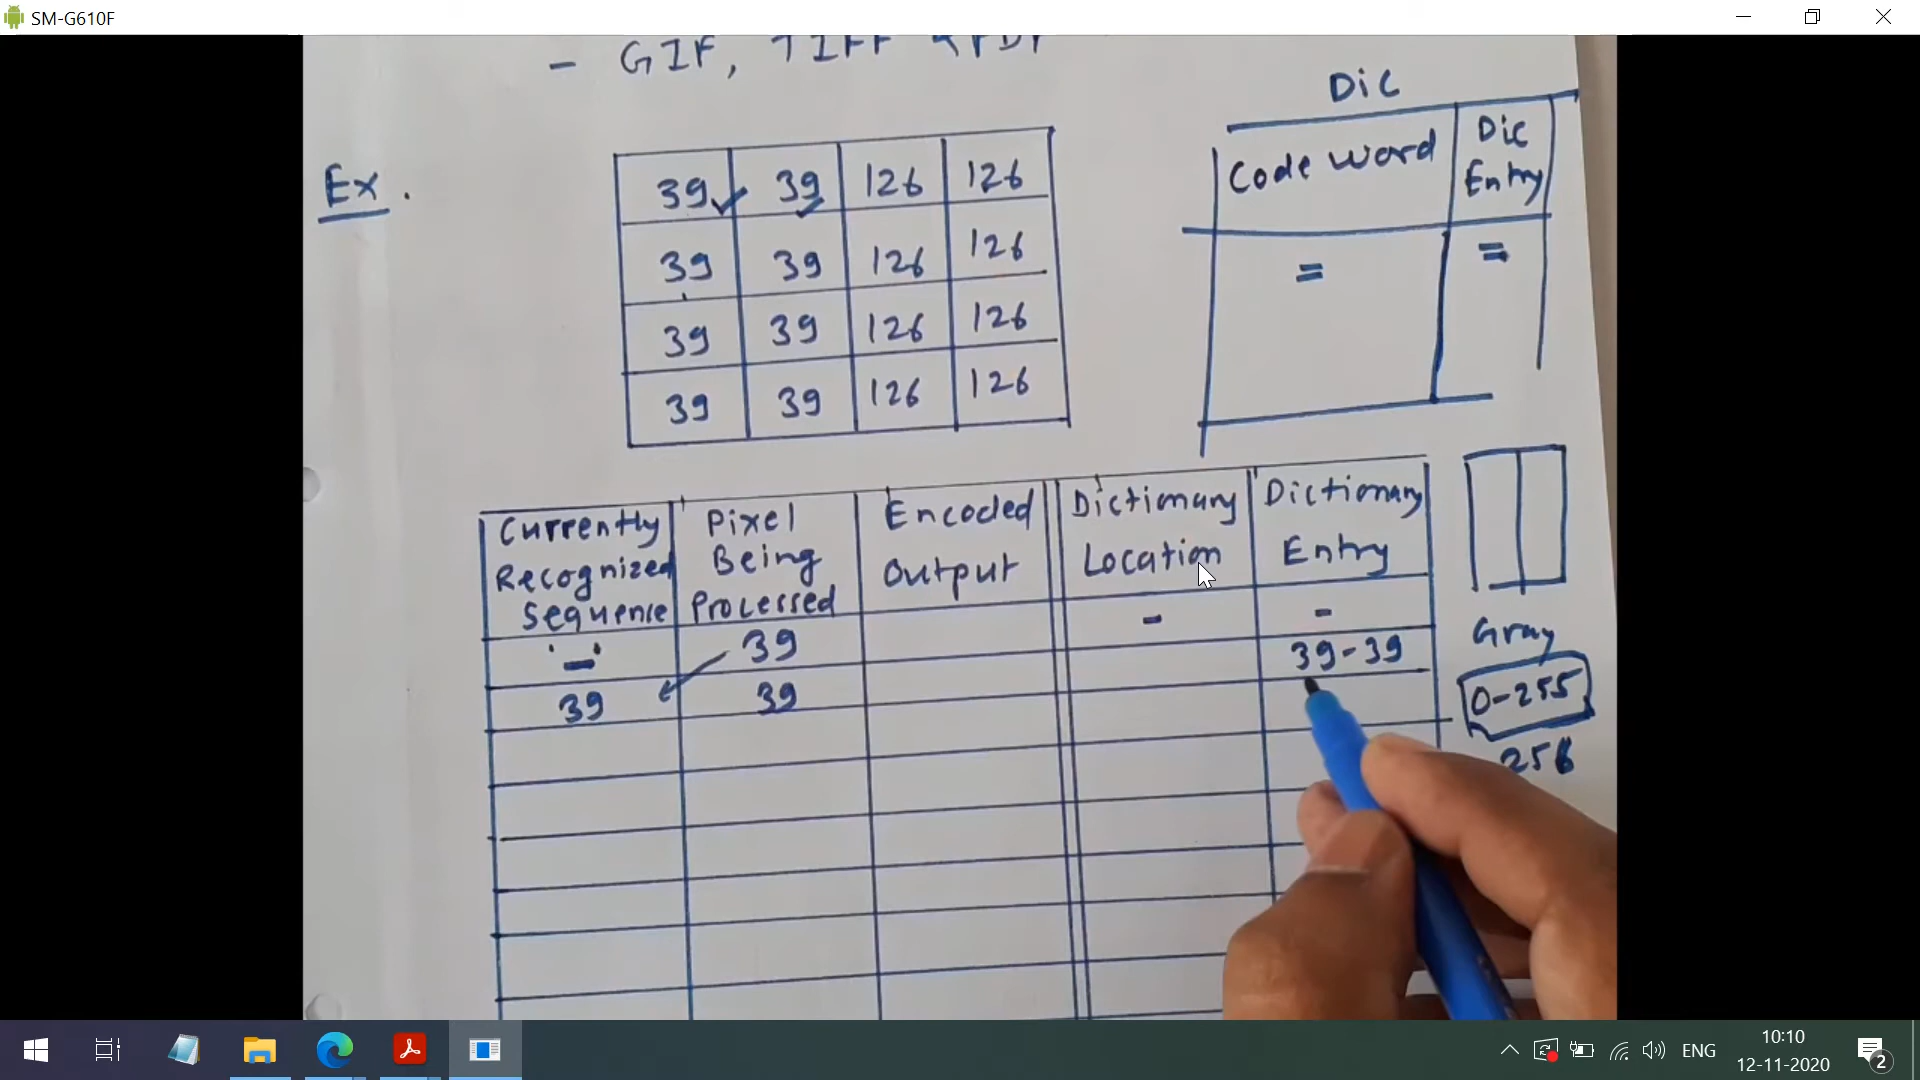 SM-G610F
- GIF, TIFF & PDF
Dic
Code Word
Dic
Entry
=
=
Ex.
39 39 126 126
39 39 126 126
39 39 126 126
39 39 126 126
Currently
Recognized
Sequence
Pixel
Being
Processed
Encoded
Output
Dictionary
Location
Dictionary
Entry
- 39 - -
39 39 39-39
Gray
0-255
256
ENG
10:10
12-11-2020
2